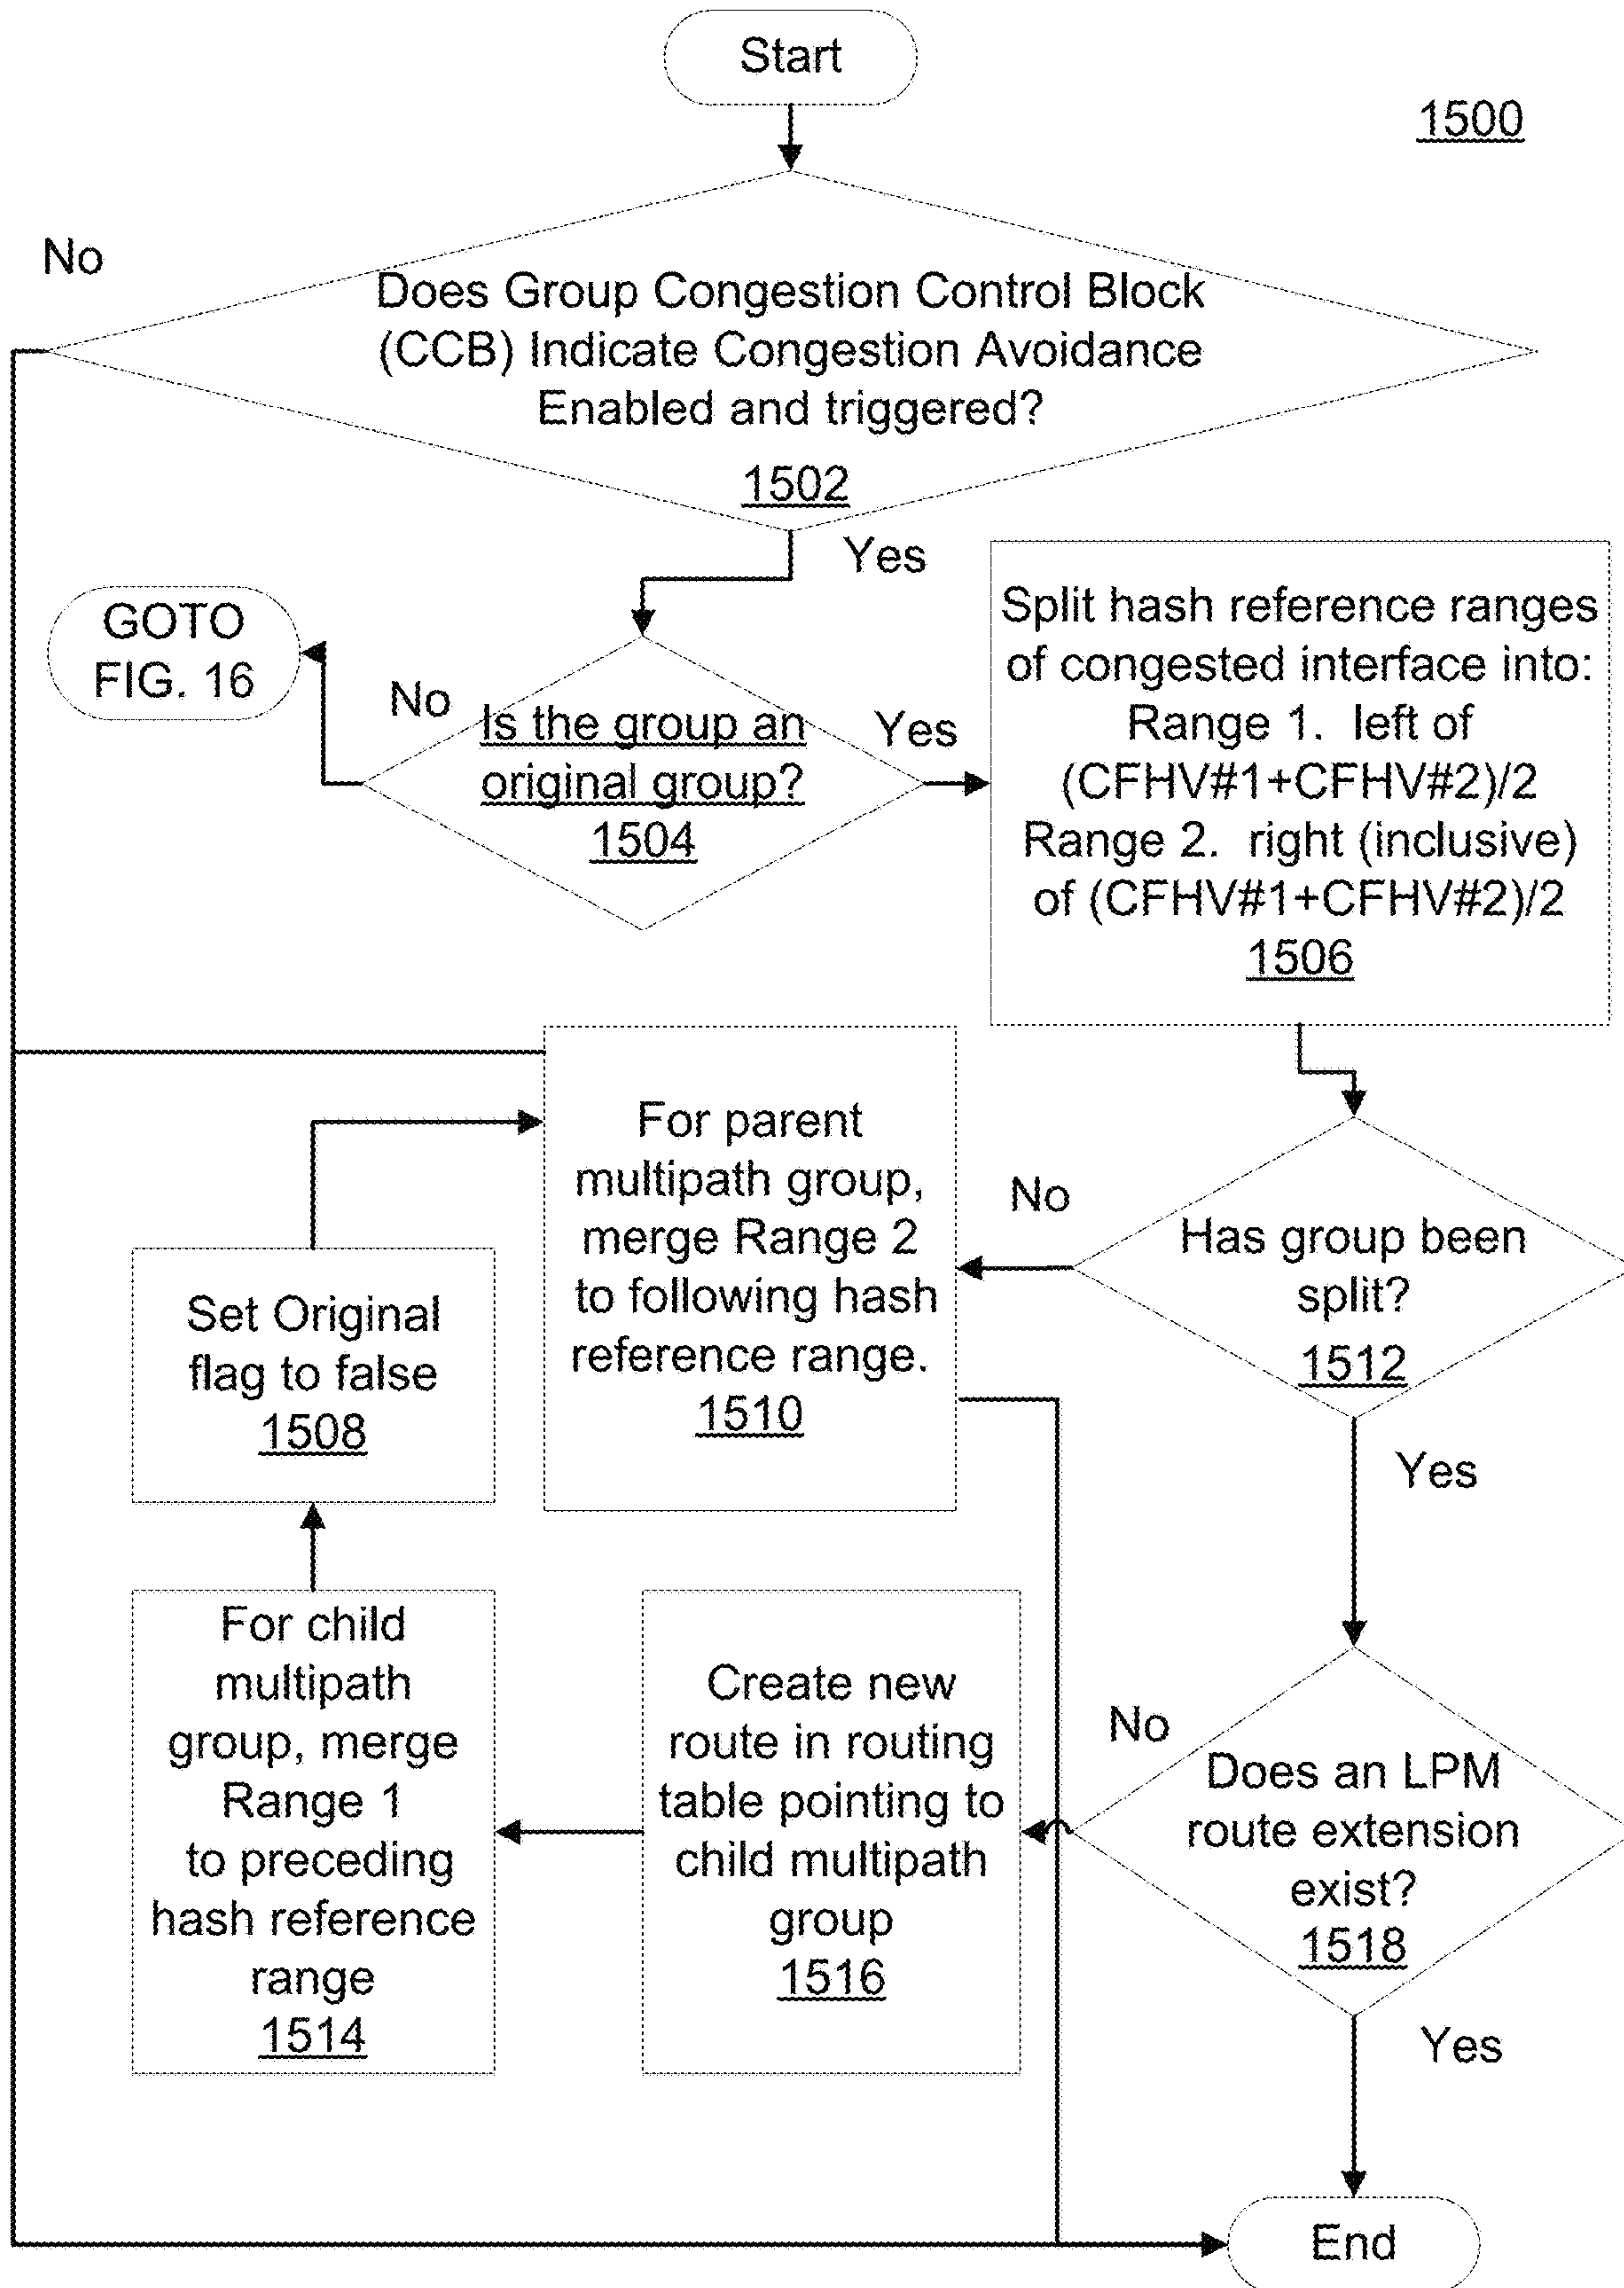 Start
1500
No
Does Group Congestion Control Block
(CCB) Indicate Congestion Avoidance
Enabled and triggered?
1502
Yes
GOTO
FIG. 16
No
Is the group an
original group?
1504
Yes
Split hash reference ranges
of congested interface into:
Range 1. left of
(CFHV#1+CFHV#2)/2
Range 2. right (inclusive)
of (CFHV#1+CFHV#2)/2
1506
For parent
multipath group,
merge Range 2
to following hash
reference range.
1510
No
Has group been
split?
1512
Yes
Set Original
flag to false
1508
For child
multipath
group, merge
Range 1
to preceding
hash reference
range
1514
Create new
route in routing
table pointing to
child multipath
group
1516
No
Does an LPM
route extension
exist?
1518
Yes
End